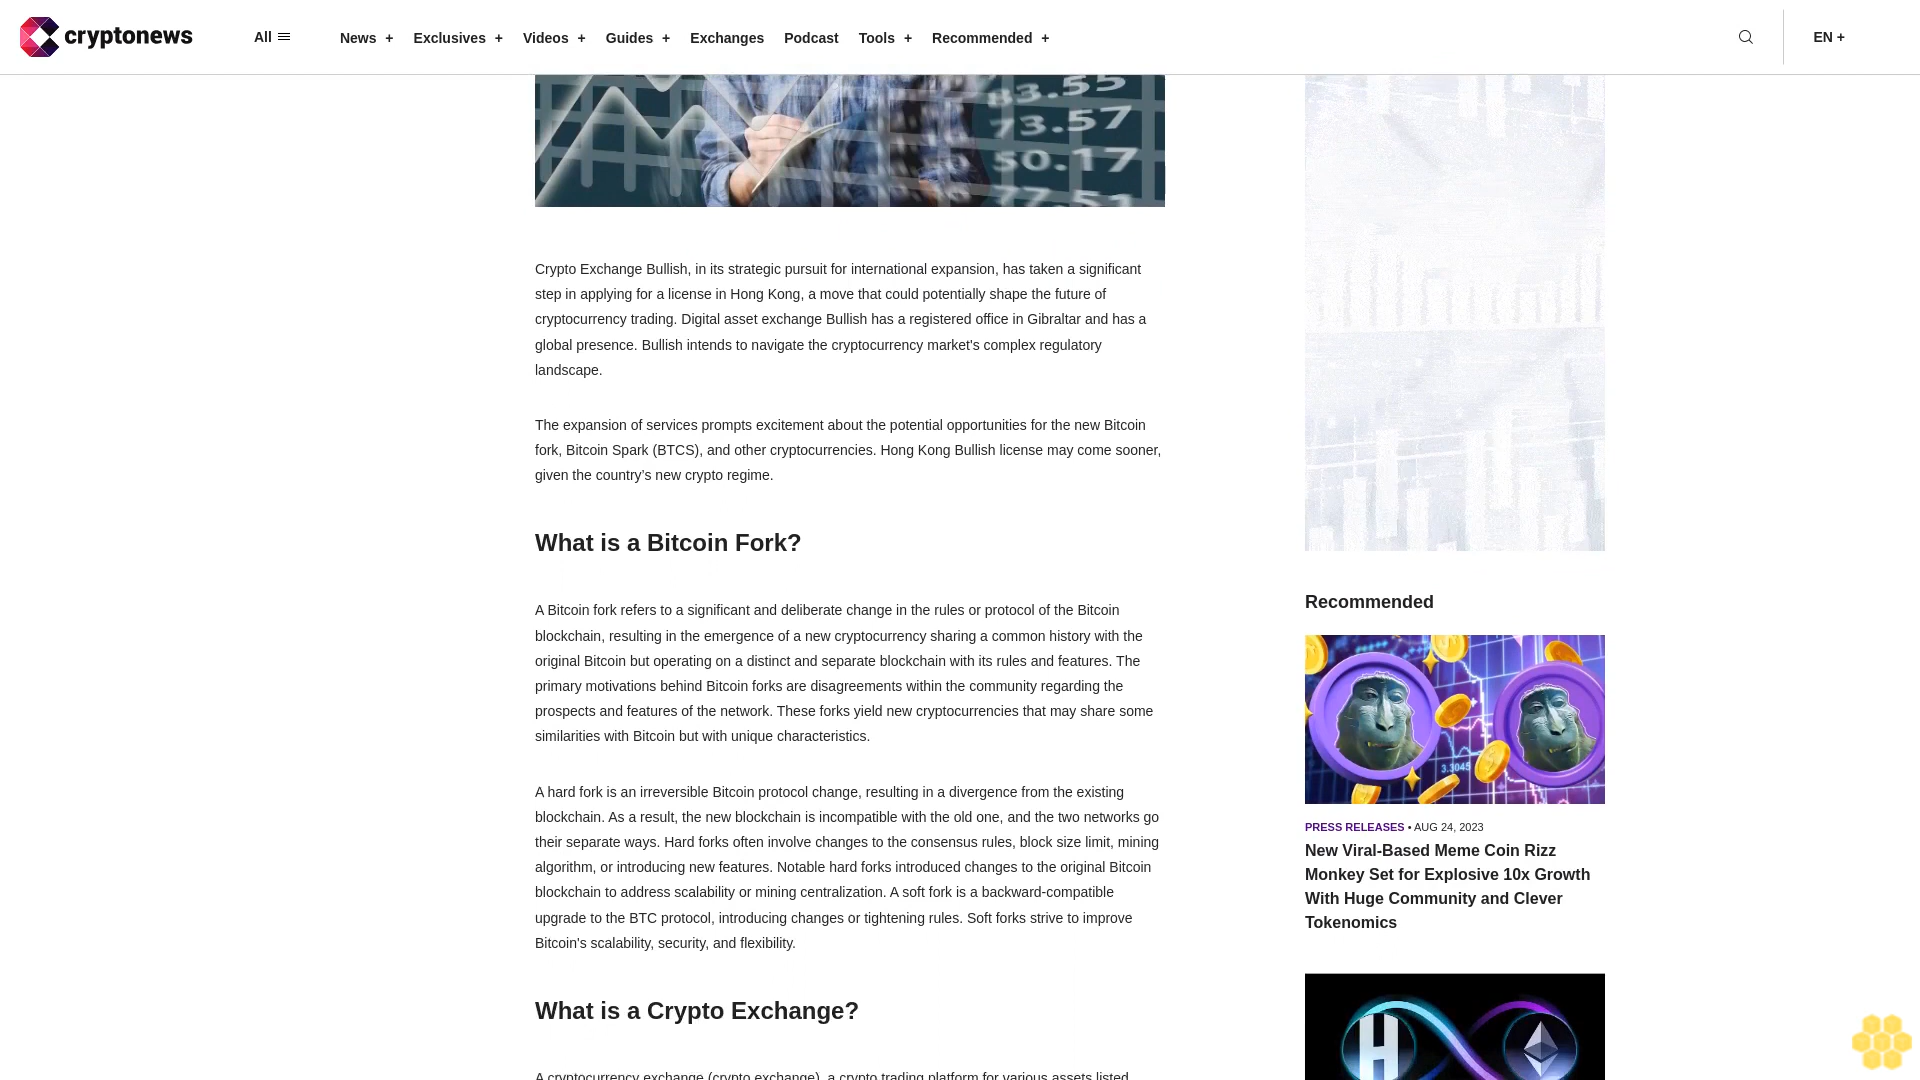 cryptonews
All
News +
Exclusives +
Videos +
Guides +
Exchanges
Podcast
Tools +
Recommended +
EN +
83.55
73.57
50.17
77.51
Crypto Exchange Bullish, in its strategic pursuit for international expansion, has taken a significant
step in applying for a license in Hong Kong, a move that could potentially shape the future of
cryptocurrency trading. Digital asset exchange Bullish has a registered office in Gibraltar and has a
global presence. Bullish intends to navigate the cryptocurrency market's complex regulatory
landscape.
The expansion of services prompts excitement about the potential opportunities for the new Bitcoin
fork, Bitcoin Spark (BTCS), and other cryptocurrencies. Hong Kong Bullish license may come sooner,
given the country’s new crypto regime.
What is a Bitcoin Fork?
A Bitcoin fork refers to a significant and deliberate change in the rules or protocol of the Bitcoin
blockchain, resulting in the emergence of a new cryptocurrency sharing a common history with the
original Bitcoin but operating on a distinct and separate blockchain with its rules and features. The
primary motivations behind Bitcoin forks are disagreements within the community regarding the
prospects and features of the network. These forks yield new cryptocurrencies that may share some
similarities with Bitcoin but with unique characteristics.
A hard fork is an irreversible Bitcoin protocol change, resulting in a divergence from the existing
blockchain. As a result, the new blockchain is incompatible with the old one, and the two networks go
their separate ways. Hard forks often involve changes to the consensus rules, block size limit, mining
algorithm, or introducing new features. Notable hard forks introduced changes to the original Bitcoin
blockchain to address scalability or mining centralization. A soft fork is a backward-compatible
upgrade to the BTC protocol, introducing changes or tightening rules. Soft forks strive to improve
Bitcoin's scalability, security, and flexibility.
What is a Crypto Exchange?
A cryptocurrency exchange (crypto exchange), a crypto trading platform for various assets listed
Recommended
3.3045
PRESS RELEASES • AUG 24, 2023
New Viral-Based Meme Coin Rizz
Monkey Set for Explosive 10x Growth
With Huge Community and Clever
Tokenomics
H